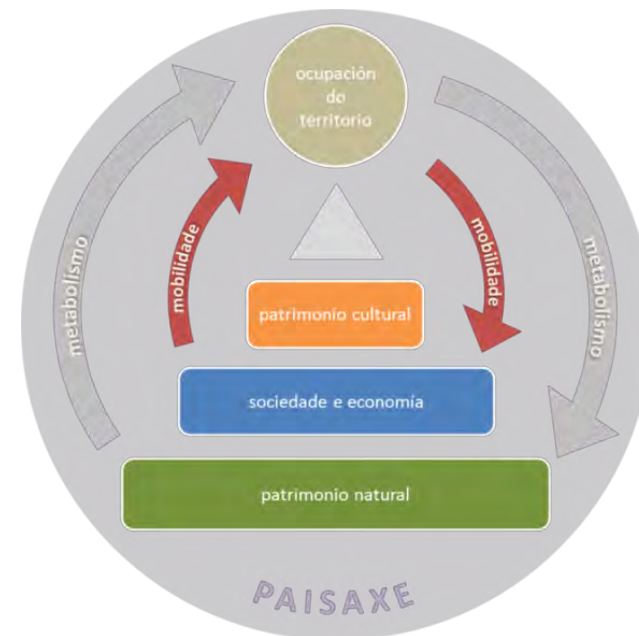 ocupación
do
territorio
metabolismo
mobilidade
mobilidade
metabolismo
patrimonio cultural
sociedade e economía
patrimonio natural
PAISAXE